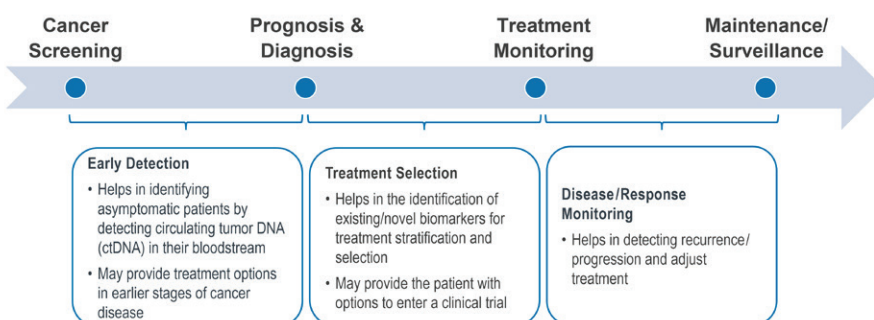 Cancer
Screening
Prognosis &
Diagnosis
Treatment
Monitoring
Maintenance/
Surveillance
Early Detection
• Helps in identifying
asymptomatic patients by
detecting circulating tumor DNA
(ctDNA) in their bloodstream
• May provide treatment options
in earlier stages of cancer
disease
Treatment Selection
• Helps in the identification of
existing/novel biomarkers for
treatment stratification and
selection
• May provide the patient with
options to enter a clinical trial
Disease/Response
Monitoring
• Helps in detecting recurrence/
progression and adjust
treatment